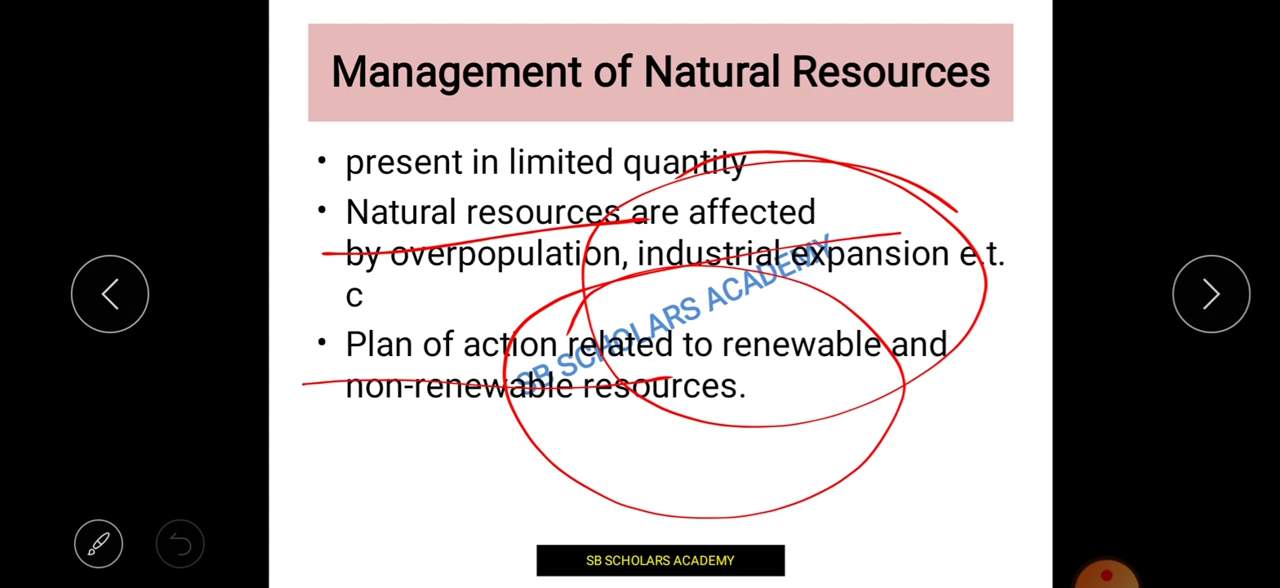 Management of Natural Resources
• present in limited quantity
• Natural resources are affected
by overpopulation, industrial expansion e.t.
c
• Plan of action related to renewable and
non-renewable resources.
SB SCHOLARS ACADEMY
SB SCHOLARS ACADEMY